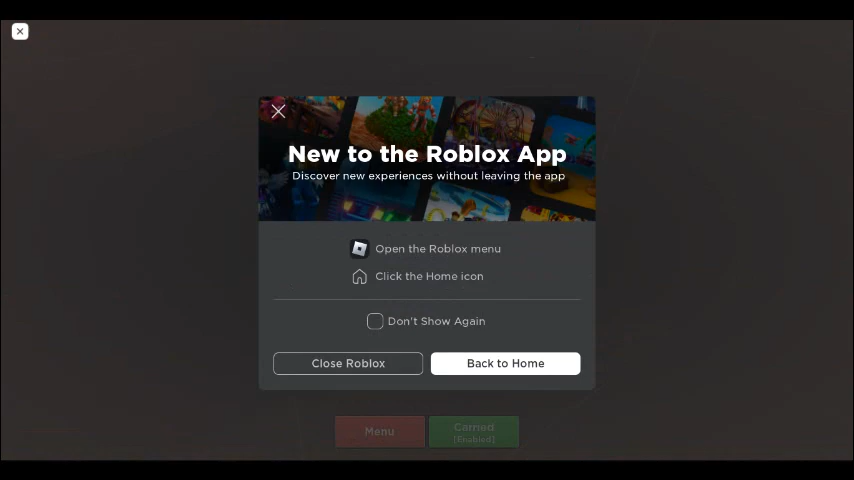 New to the Roblox App
Discover new experiences without leaving the app
Open the Roblox menu
Click the Home icon
Don't Show Again
Close Roblox
Back to Home
Menu
Carried
[Enabled]